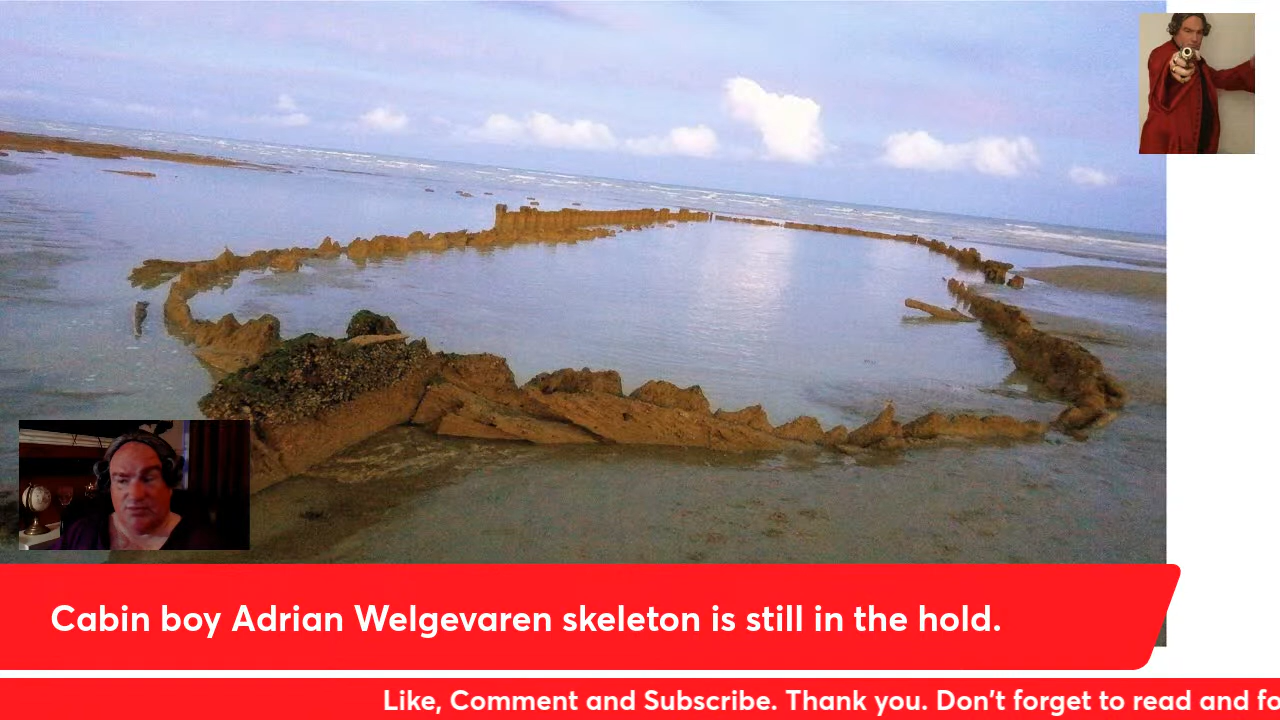 Cabin boy Adrian Welgevaren skeleton is still in the hold.
Like, Comment and Subscribe. Thank you. Don't forget to read and fo